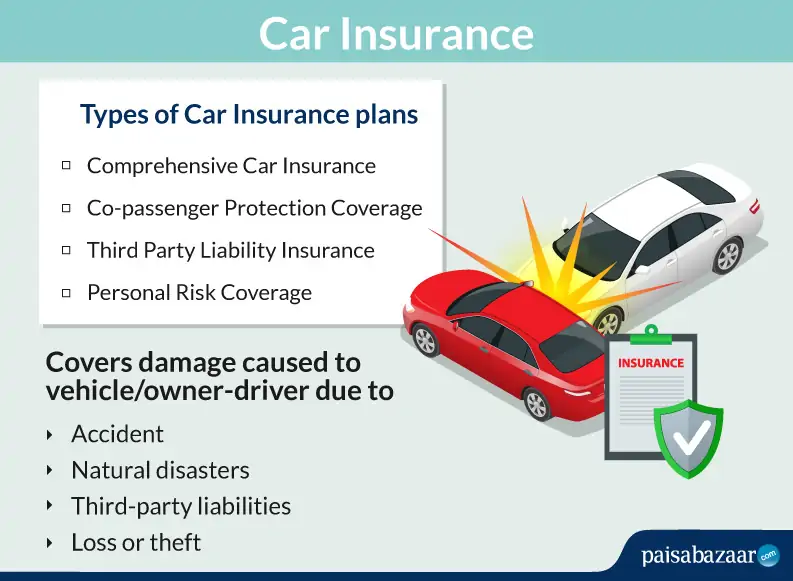 Car Insurance
Types of Car Insurance plans
Comprehensive Car Insurance
Co-passenger Protection Coverage
Third Party Liability Insurance
Personal Risk Coverage
INSURANCE
Covers damage caused to
vehicle/owner-driver due to
Accident
Natural disasters
Third-party liabilities
Loss or theft
paisabazaar.com